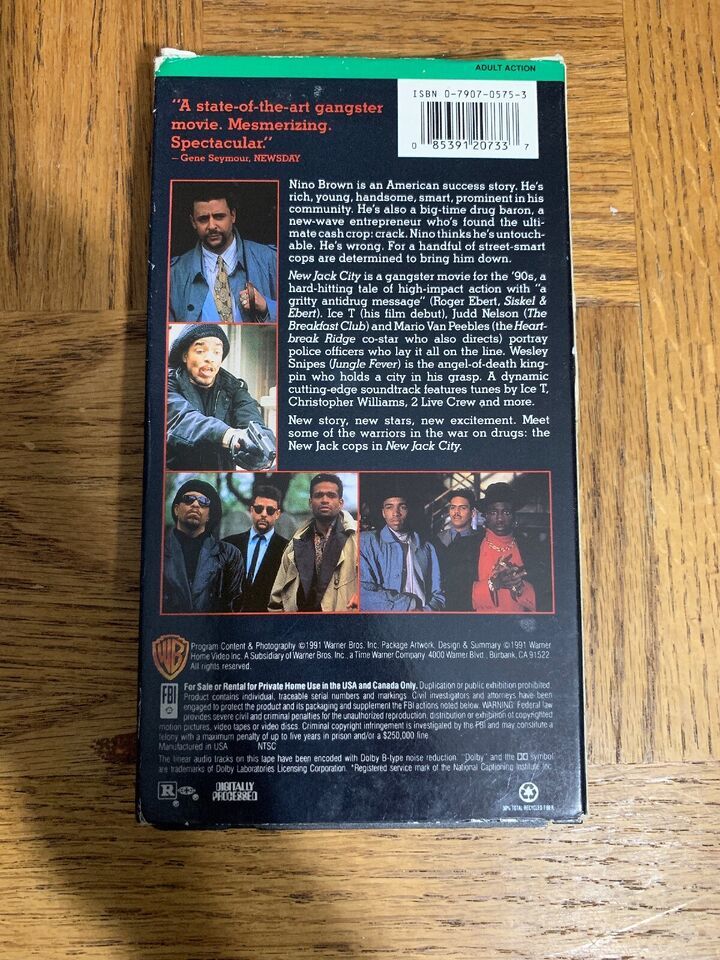 ADULT ACTION
"A state-of-the-art gangster
movie. Mesmerizing.
Spectacular."
– Gene Seymour, NEWSDAY
ISBN 0-7907-0575-3
0 85391 20733 7
Nino Brown is an American success story. He's
rich, young, handsome, smart, prominent in his
community. He's also a big-time drug baron, a
new-wave entrepreneur who's found the ulti-
mate cash crop: crack. Nino thinks he's untouch-
able. He's wrong. For a handful of street-smart
cops are determined to bring him down.
New Jack City is a gangster movie for the '90s, a
hard-hitting tale of high-impact action with "a
gritty antidrug message" (Roger Ebert, Siskel &
Ebert). Ice T (his film debut), Judd Nelson (The
Breakfast Club) and Mario Van Peebles (the Heart-
break Ridge co-star who also directs) portray
police officers who lay it all on the line. Wesley
Snipes (Jungle Fever) is the angel-of-death king-
pin who holds a city in his grasp. A dynamic
cutting-edge soundtrack features tunes by Ice T,
Christopher Williams, 2 Live Crew and more.
New story, new stars, new excitement. Meet
some of the warriors in the war on drugs: the
New Jack cops in New Jack City.
WB
Program Content & Photography ©1991 Warner Bros. Inc. Package Artwork, Design & Summary ©1991 Warner
Home Video Inc. A Subsidiary of Warner Bros. Inc., a Time Warner Company. 4000 Warner Blvd., Burbank, CA 91522.
All rights reserved.
FBI
For Sale or Rental for Private Home Use in the USA and Canada Only. Duplication or public exhibition prohibited.
Product contains individual, traceable serial numbers and markings. Civil investigators and attorneys have been
engaged to protect the product and its packaging and supplement the FBI actions noted below. WARNING: Federal law
provides severe civil and criminal penalties for the unauthorized reproduction, distribution or exhibition of copyrighted
motion pictures, video tapes or video discs. Criminal copyright infringement is investigated by the FBI and may constitute a
felony with a maximum penalty of up to five years in prison and/or a $250,000 fine.
Manufactured in USA NTSC
The linear audio tracks on this tape have been encoded with Dolby B-type noise reduction. "Dolby" and the DD symbol
are trademarks of Dolby Laboratories Licensing Corporation. *Registered service mark of the National Captioning Institute, Inc.
R
DIGITALLY
PROCESSED
TOTAL RECYCLED FIBER